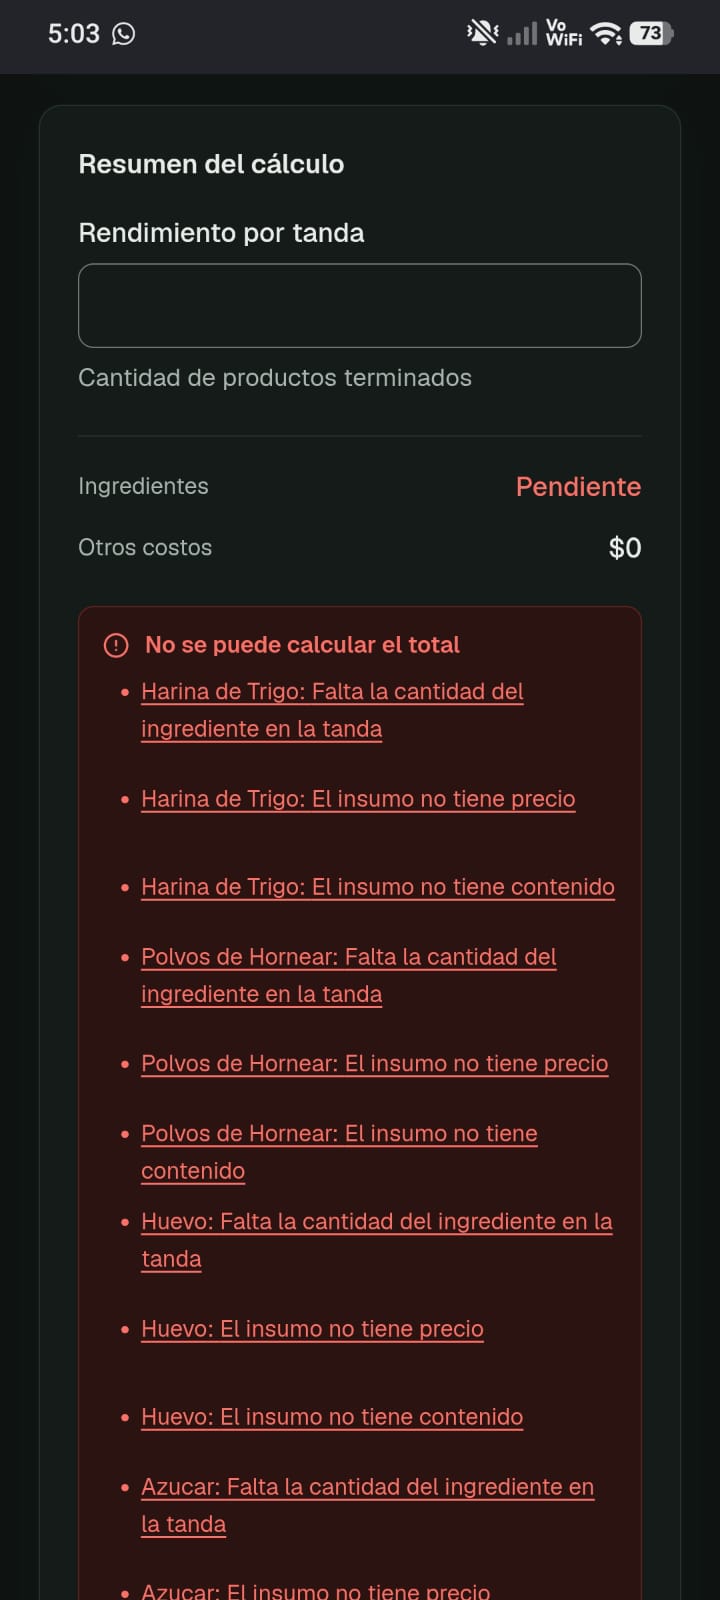 5:03
Vo
WiFi
73
Resumen del cálculo
Rendimiento por tanda
Cantidad de productos terminados
Ingredientes Pendiente
Otros costos $0
No se puede calcular el total
• Harina de Trigo: Falta la cantidad del
ingrediente en la tanda
• Harina de Trigo: El insumo no tiene precio
• Harina de Trigo: El insumo no tiene contenido
• Polvos de Hornear: Falta la cantidad del
ingrediente en la tanda
• Polvos de Hornear: El insumo no tiene precio
• Polvos de Hornear: El insumo no tiene
contenido
• Huevo: Falta la cantidad del ingrediente en la
tanda
• Huevo: El insumo no tiene precio
• Huevo: El insumo no tiene contenido
• Azucar: Falta la cantidad del ingrediente en
la tanda
• Azucar: El insumo no tiene precio